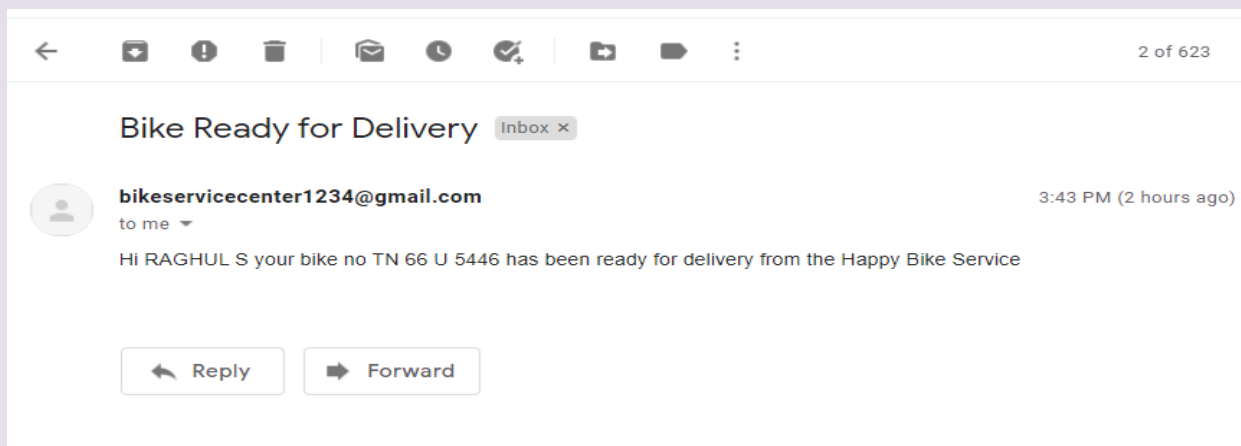 2 of 623
Bike Ready for Delivery Inbox ×
bikeservicecenter1234@gmail.com 3:43 PM (2 hours ago)
to me
Hi RAGHUL S your bike no TN 66 U 5446 has been ready for delivery from the Happy Bike Service
Reply Forward